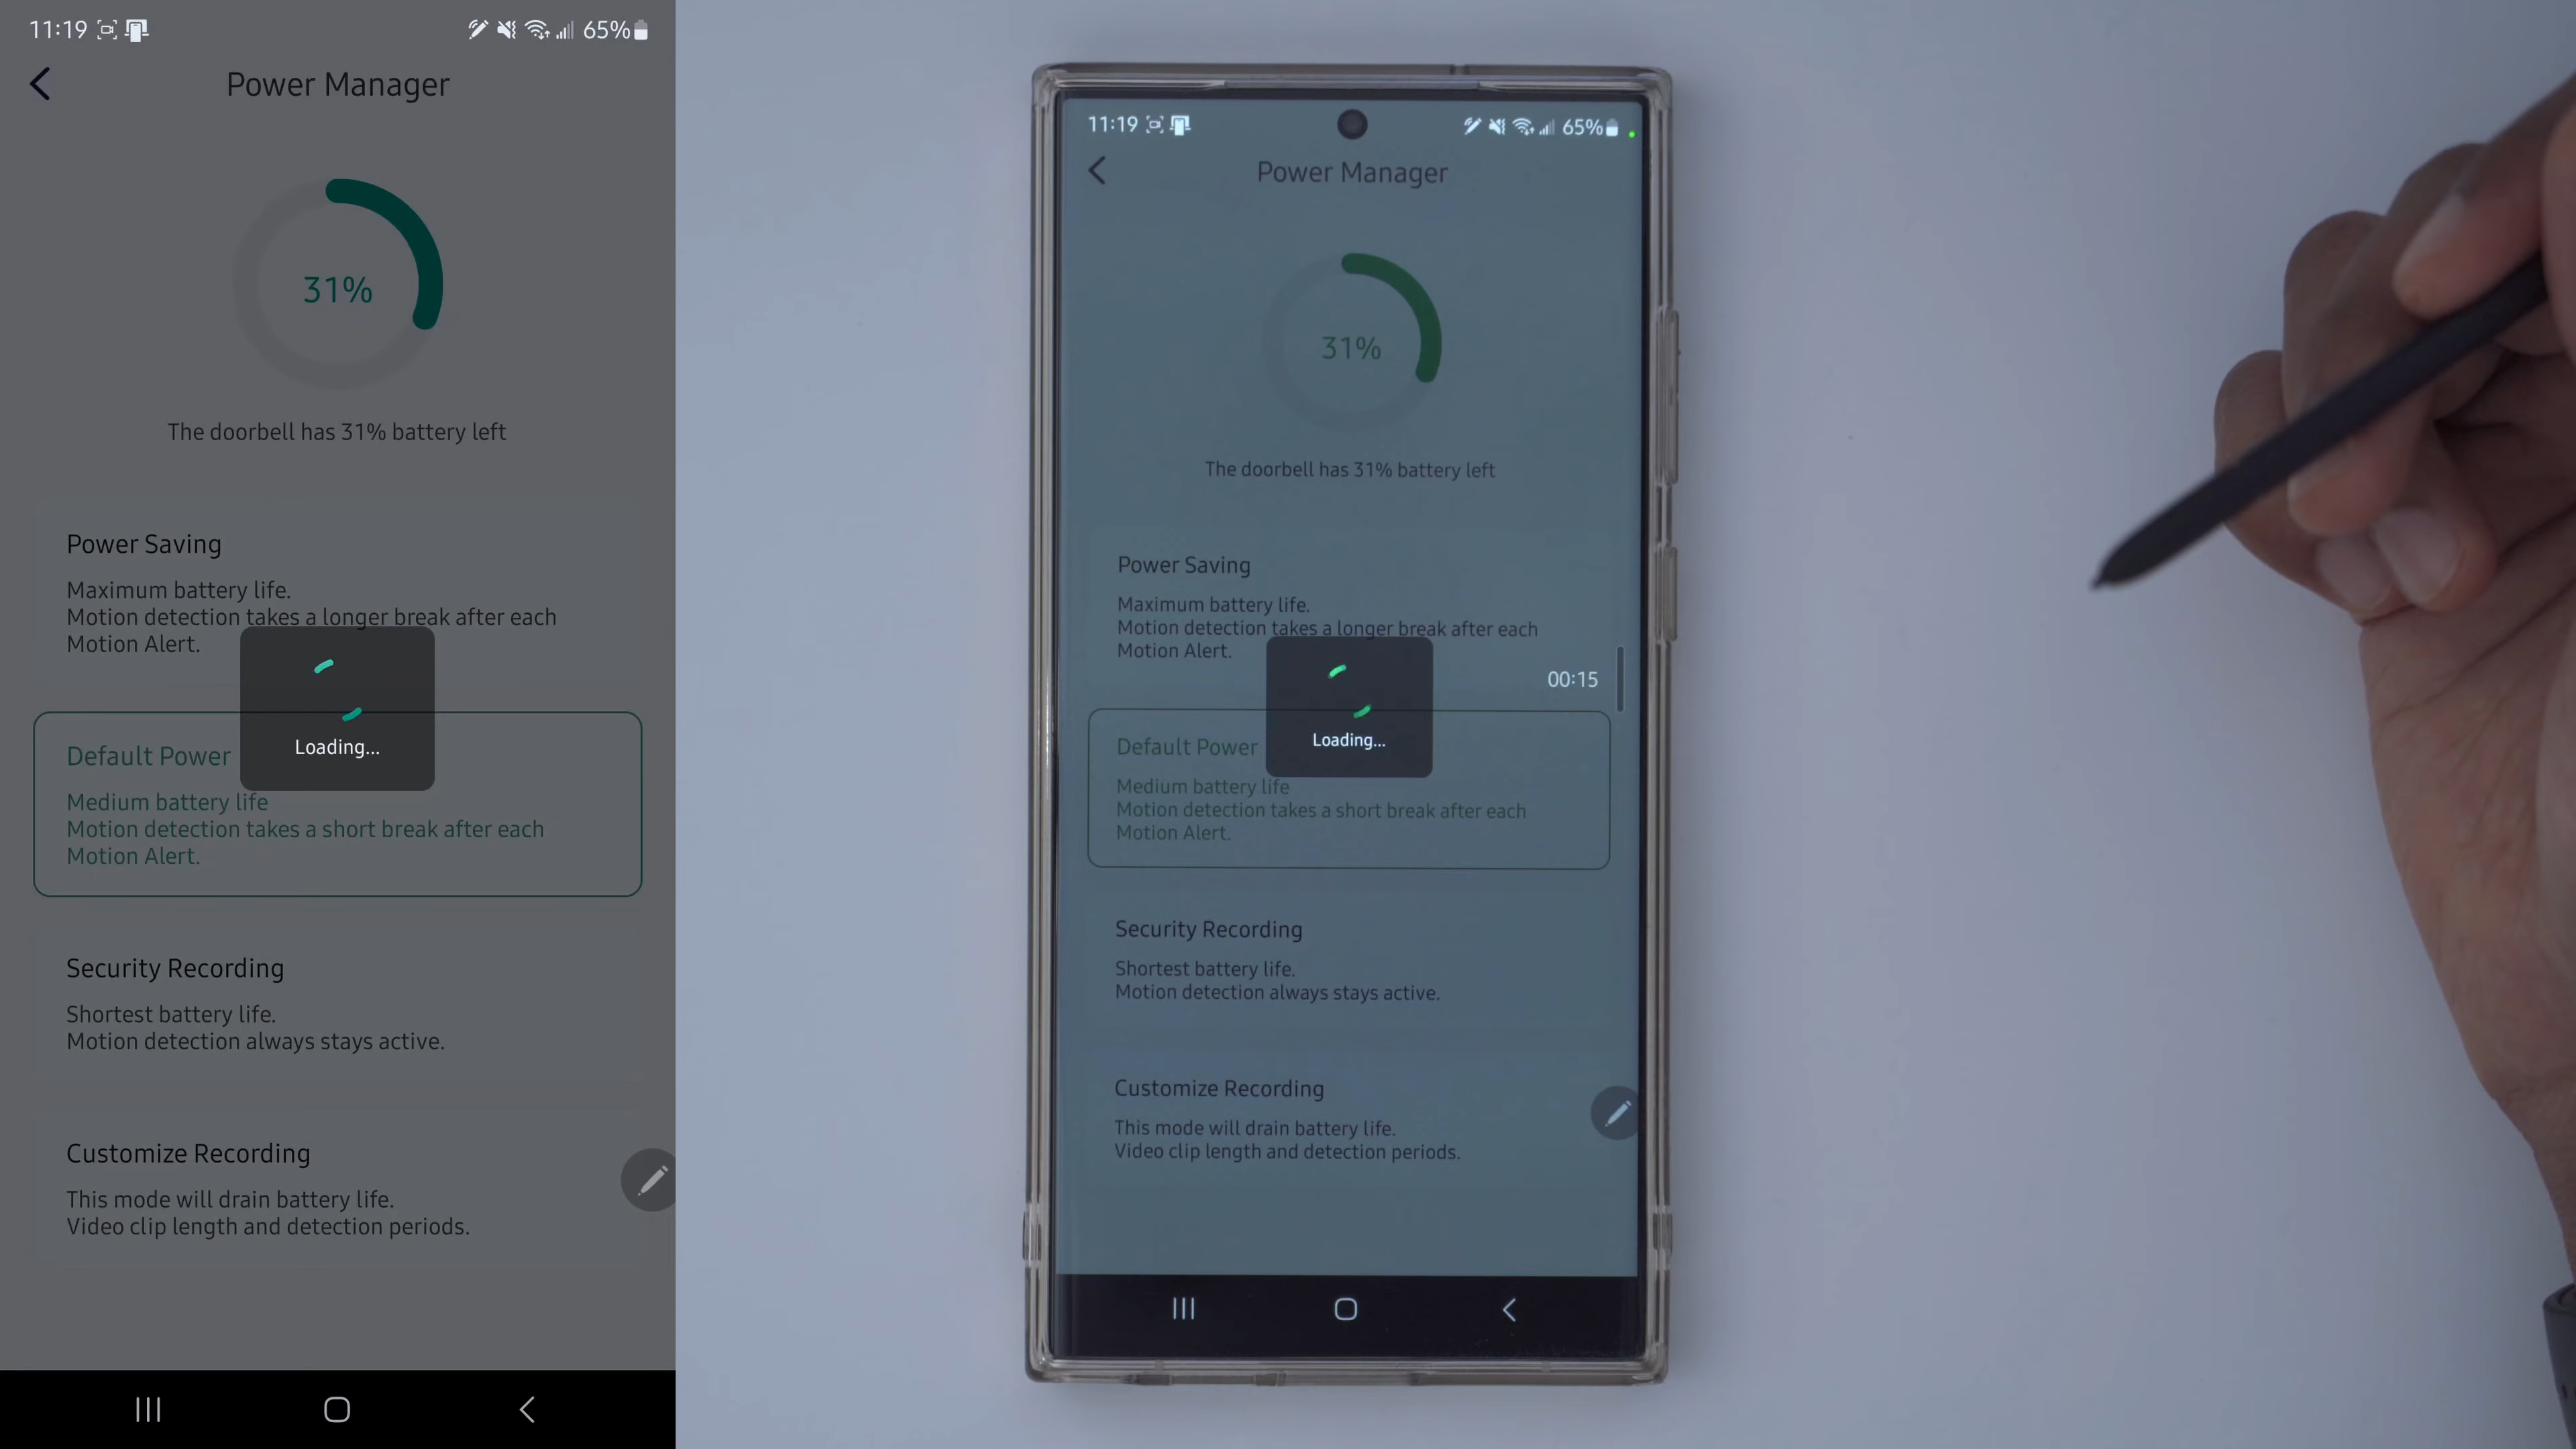 11:19 65%
Power Manager
31%
The doorbell has 31% battery left
Power Saving
Maximum battery life.
Motion detection takes a longer break after each
Motion Alert.
Loading...
Default Power
Medium battery life
Motion detection takes a short break after each
Motion Alert.
Security Recording
Shortest battery life.
Motion detection always stays active.
Customize Recording
This mode will drain battery life.
Video clip length and detection periods.
11:19 65%
Power Manager
31%
The doorbell has 31% battery left
Power Saving
Maximum battery life.
Motion detection takes a longer break after each
Motion Alert.
00:15
Loading...
Default Power
Medium battery life
Motion detection takes a short break after each
Motion Alert.
Security Recording
Shortest battery life.
Motion detection always stays active.
Customize Recording
This mode will drain battery life.
Video clip length and detection periods.